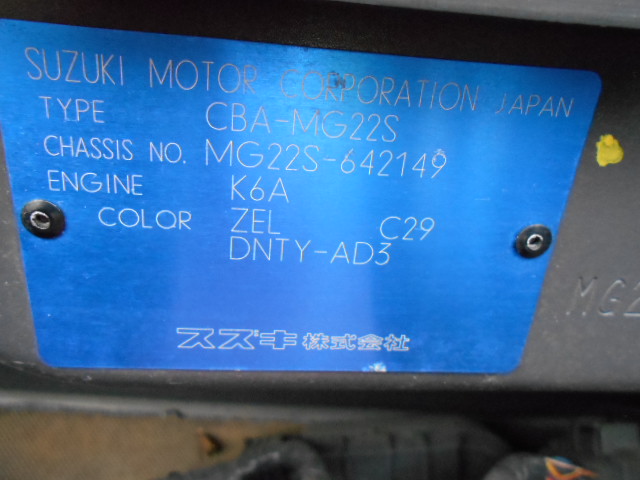 SUZUKI MOTOR CORPORATION JAPAN
TYPE CBA-MG22S
CHASSIS NO. MG22S-642149
ENGINE K6A
COLOR ZEL C29
DNTY-AD3
スズキ株式会社
MG2